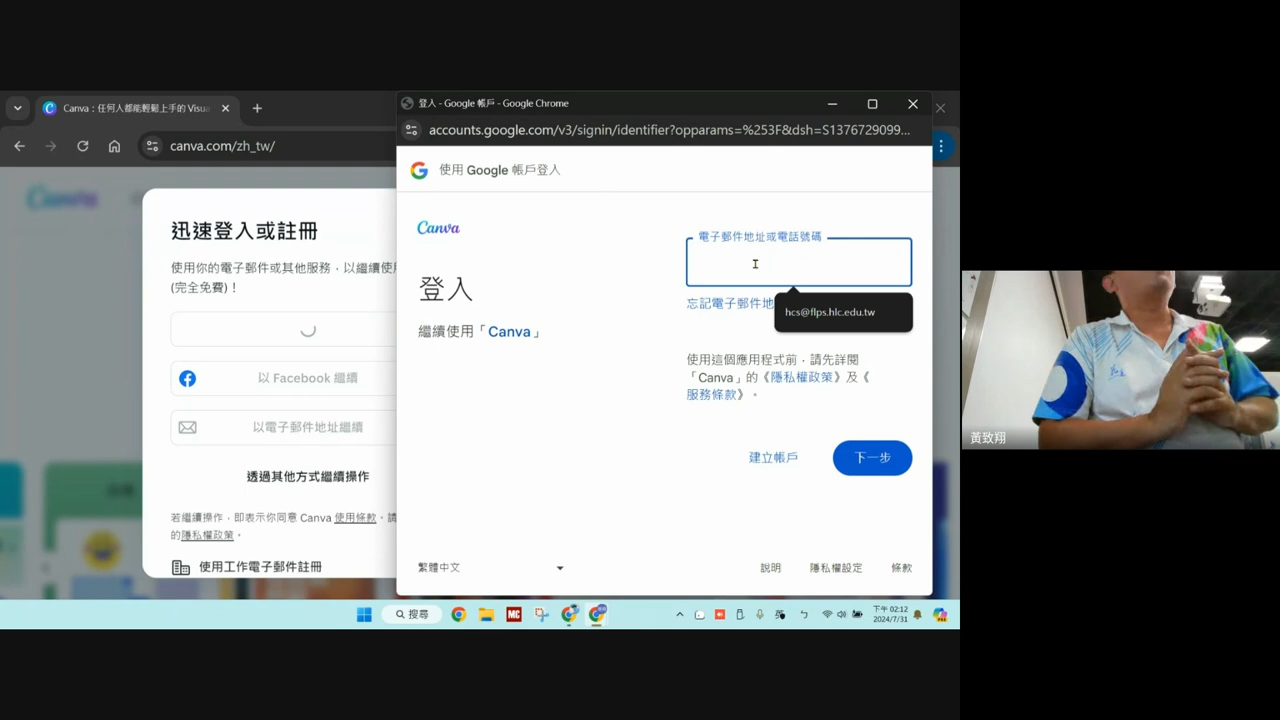 登入 - Google 帳戶 - Google Chrome
Canva：任何人都能輕鬆上手的 Visua
accounts.google.com/v3/signin/identifier?opparams=%253F&dsh=S1376729099...
canva.com/zh_tw/
使用 Google 帳戶登入
Canva
迅速登入或註冊
使用你的電子郵件或其他服務，以繼續使用
(完全免費)！
以 Facebook 繼續
以電子郵件地址繼續
透過其他方式繼續操作
若繼續操作，即表示你同意 Canva 使用條款。請
的隱私權政策。
使用工作電子郵件註冊
Canva
登入
繼續使用「Canva」
電子郵件地址或電話號碼
忘記電子郵件地
hcs@flps.hlc.edu.tw
使用這個應用程式前，請先詳閱
「Canva」的《隱私權政策》及《
服務條款》。
建立帳戶
下一步
繁體中文
說明
隱私權設定
條款
搜尋
MC
英
下午 02:12
2024/7/31
黃致翔